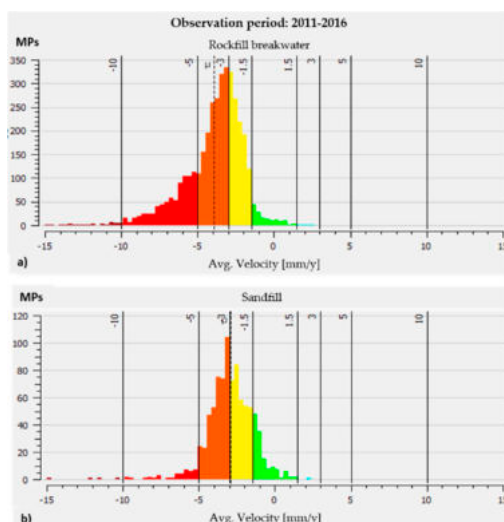 Observation period: 2011-2016
MPs
Rockfill breakwater
-10 -5 μ -3 -1.5 1.5 3 5 10
350
300
250
200
150
100
50
0
-15 -10 -5 0 5 10 15
a)
Avg. Velocity [mm/y]
MPs
Sandfill
-10 -5 -1.5 1.5 3 5 10
120
100
80
60
40
20
0
-15 -10 -5 0 5 10 15
b)
Avg. Velocity [mm/y]